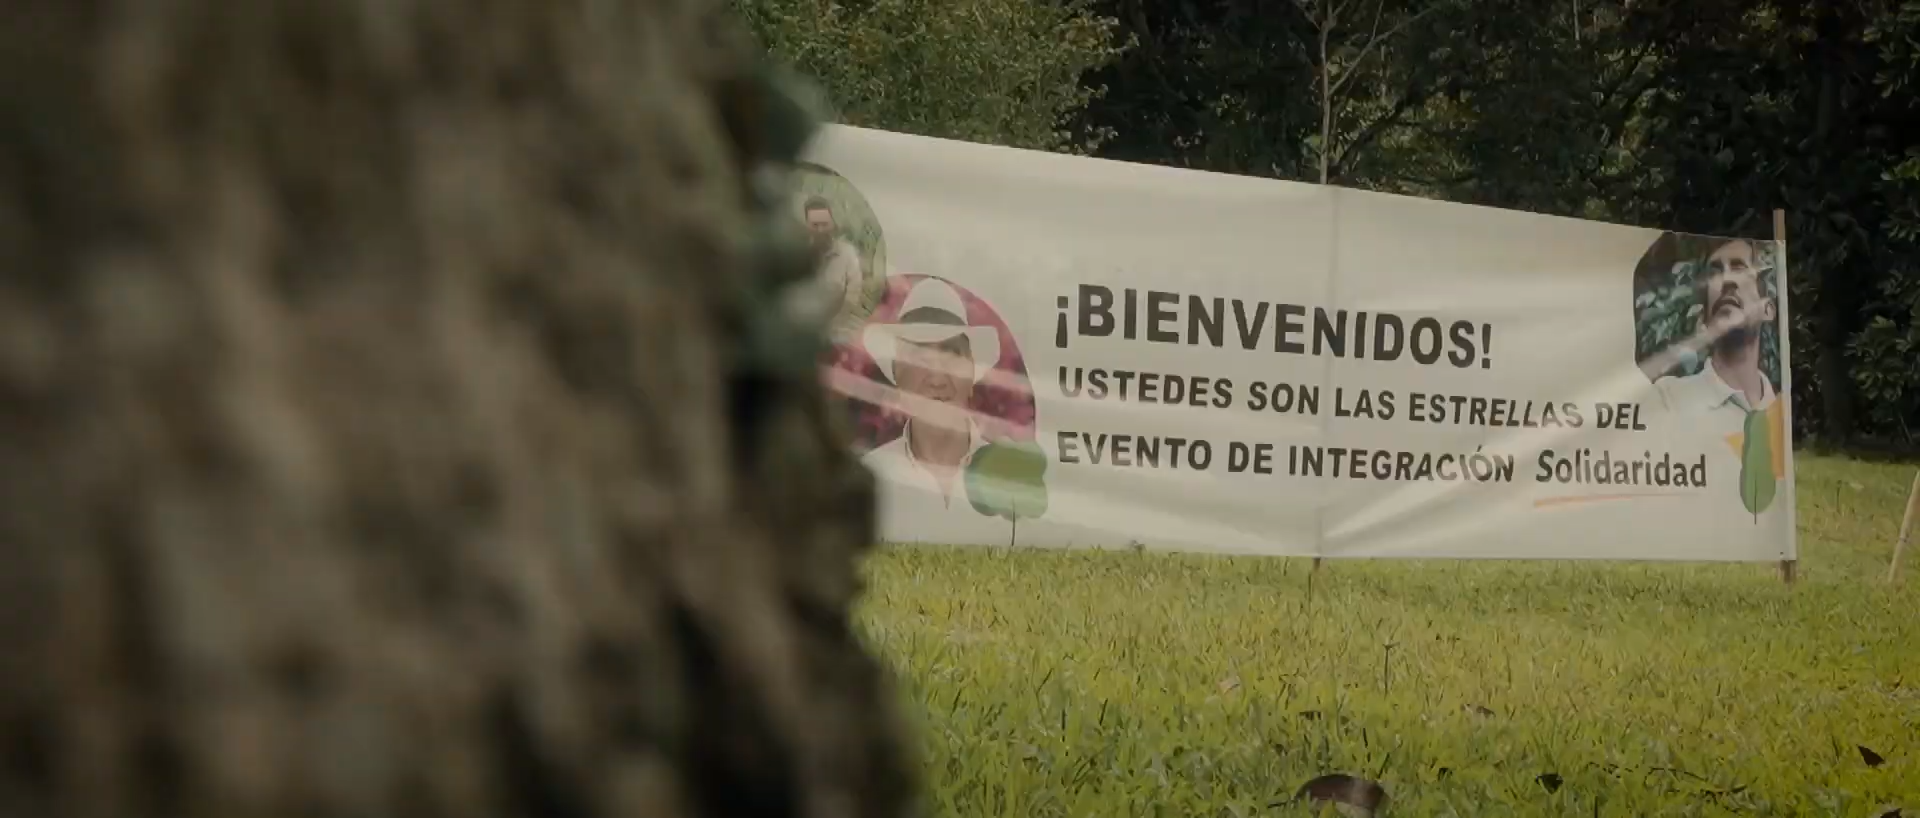 ¡BIENVENIDOS!
USTEDES SON LAS ESTRELLAS DEL
EVENTO DE INTEGRACIÓN Solidaridad